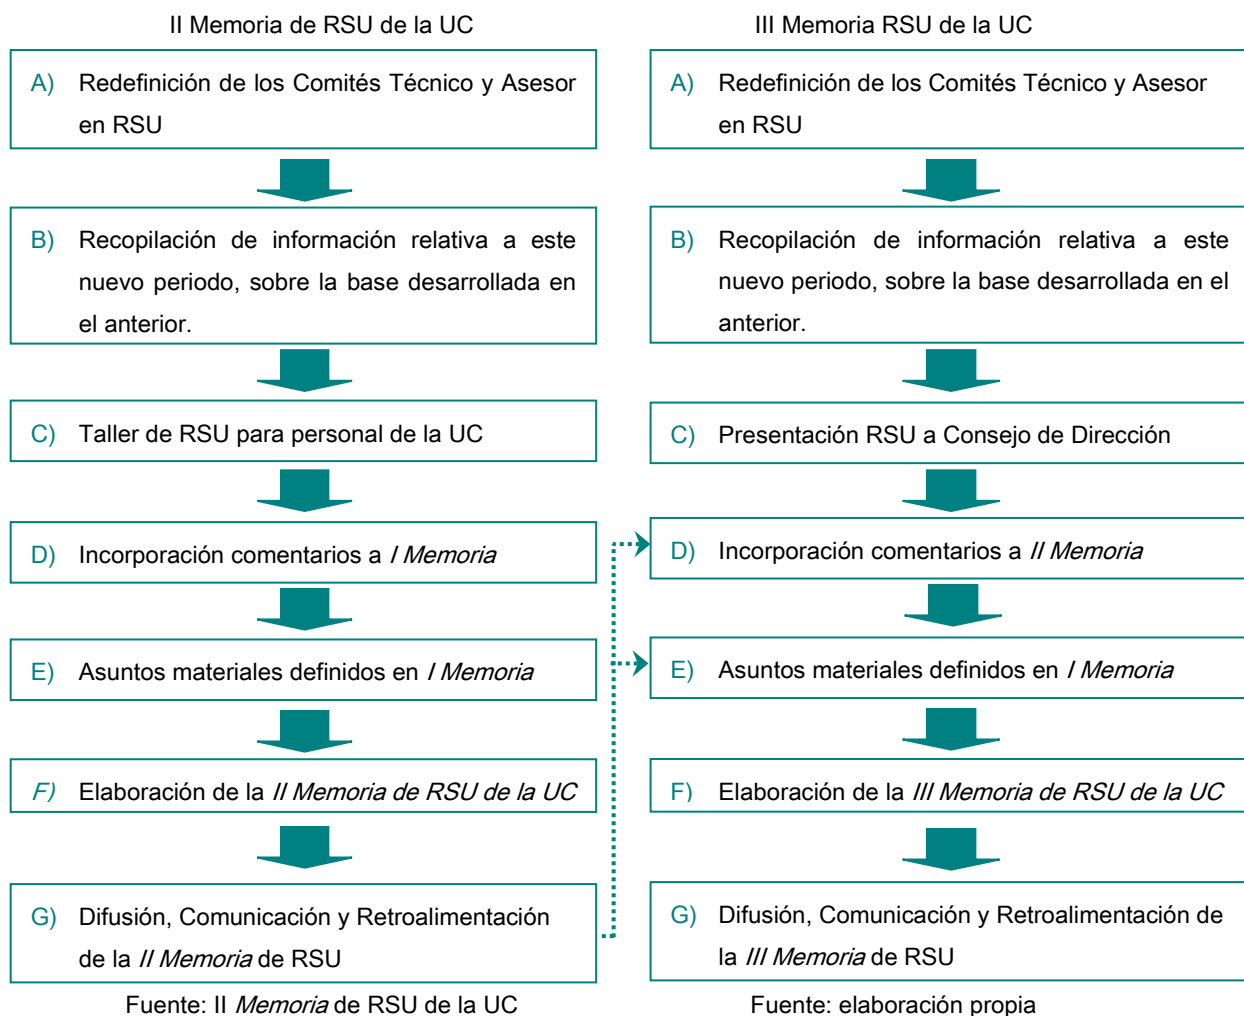 II Memoria de RSU de la UC
A) Redefinición de los Comités Técnico y Asesor
en RSU
B) Recopilación de información relativa a este
nuevo periodo, sobre la base desarrollada en
el anterior.
C) Taller de RSU para personal de la UC
D) Incorporación comentarios a I Memoria
E) Asuntos materiales definidos en I Memoria
F) Elaboración de la II Memoria de RSU de la UC
G) Difusión, Comunicación y Retroalimentación
de la II Memoria de RSU
Fuente: II Memoria de RSU de la UC
III Memoria RSU de la UC
A) Redefinición de los Comités Técnico y Asesor
en RSU
B) Recopilación de información relativa a este
nuevo periodo, sobre la base desarrollada en el
anterior.
C) Presentación RSU a Consejo de Dirección
D) Incorporación comentarios a II Memoria
E) Asuntos materiales definidos en I Memoria
F) Elaboración de la III Memoria de RSU de la UC
G) Difusión, Comunicación y Retroalimentación de
la III Memoria de RSU
Fuente: elaboración propia